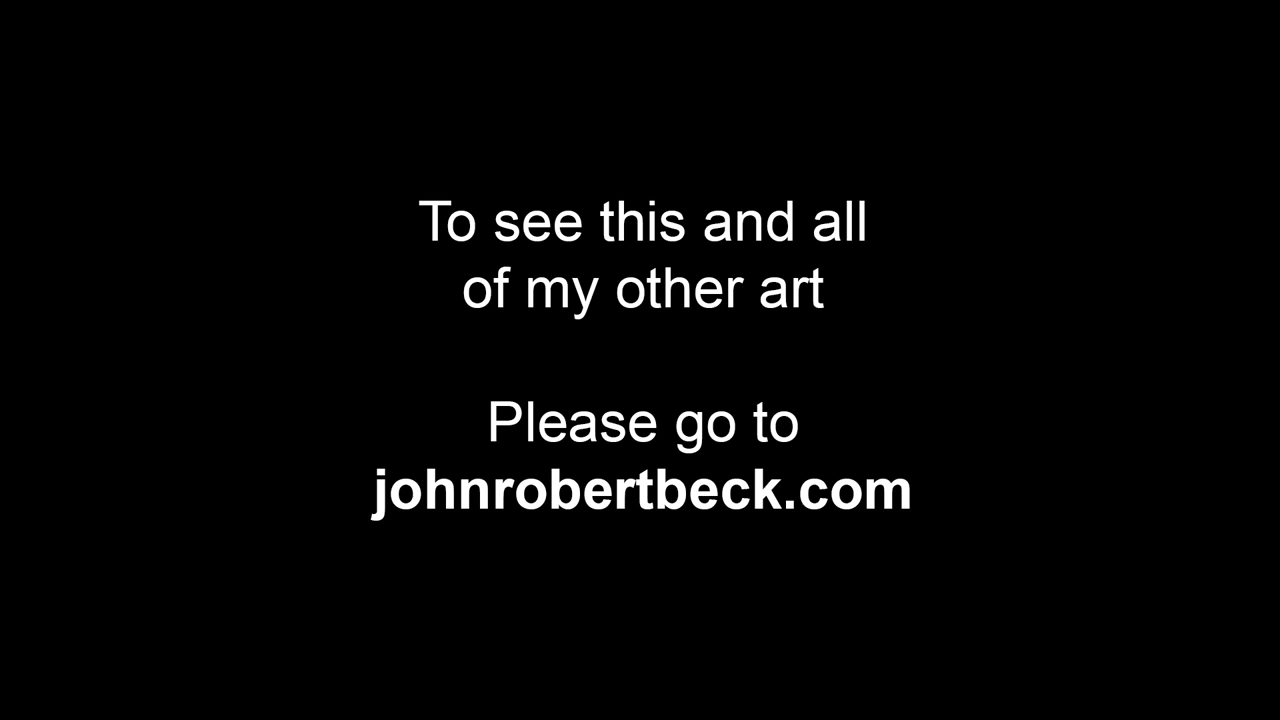 To see this and all
of my other art
Please go to
johnrobertbeck.com